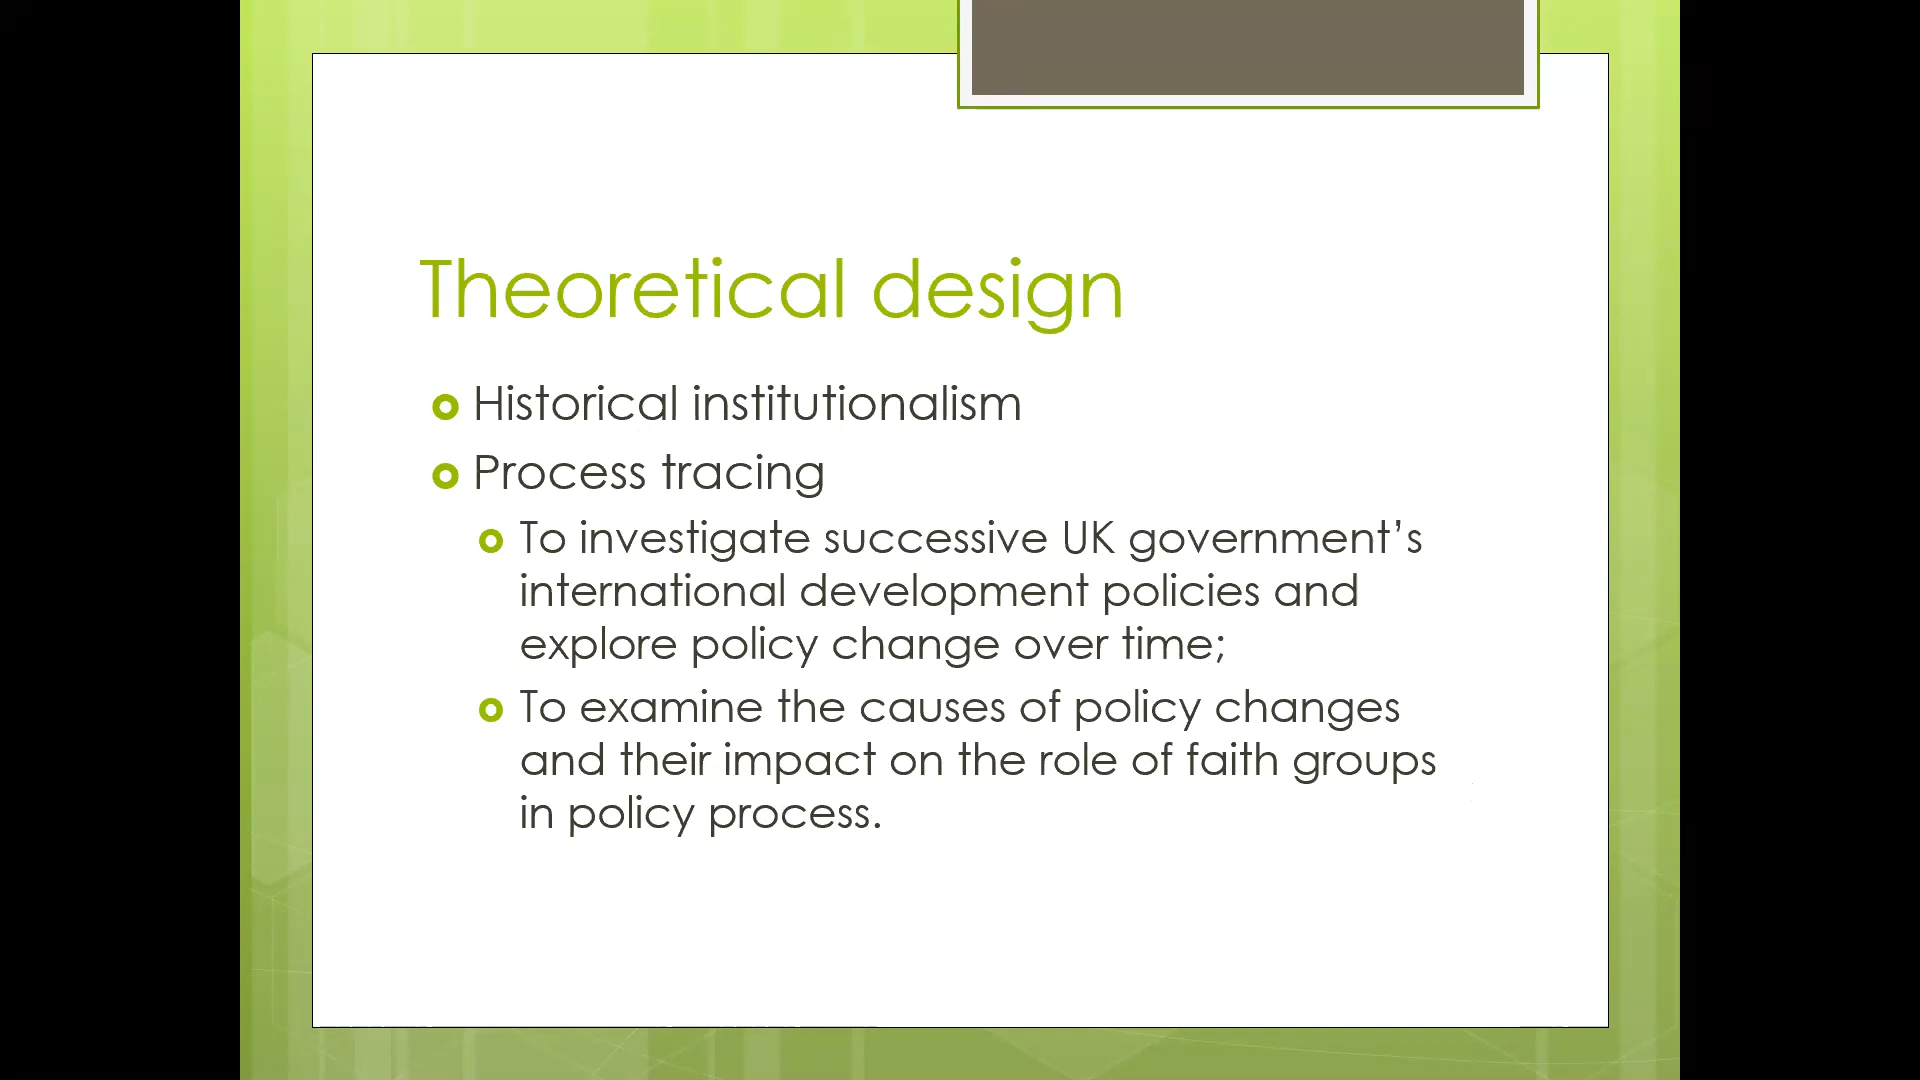 Theoretical design
Historical institutionalism
Process tracing
To investigate successive UK government’s
international development policies and
explore policy change over time;
To examine the causes of policy changes
and their impact on the role of faith groups
in policy process.